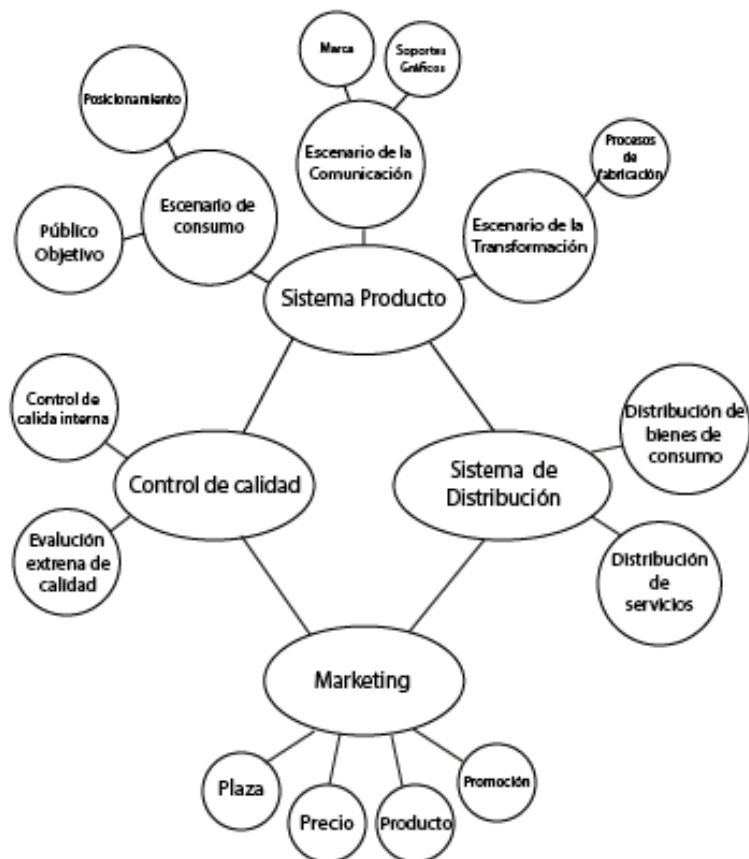 Marca
Soportes
Gráficos
Posicionamiento
Escenario de la
Comunicación
Procesos
de
fabricación
Escenario de
consumo
Público
Objetivo
Escenario de la
Transformación
Sistema Producto
Control de
calida interna
Distribución de
bienes de
consumo
Control de calidad
Sistema de
Distribución
Evalución
extrena de
calidad
Distribución
de
servicios
Marketing
Plaza
Precio
Producto
Promoción